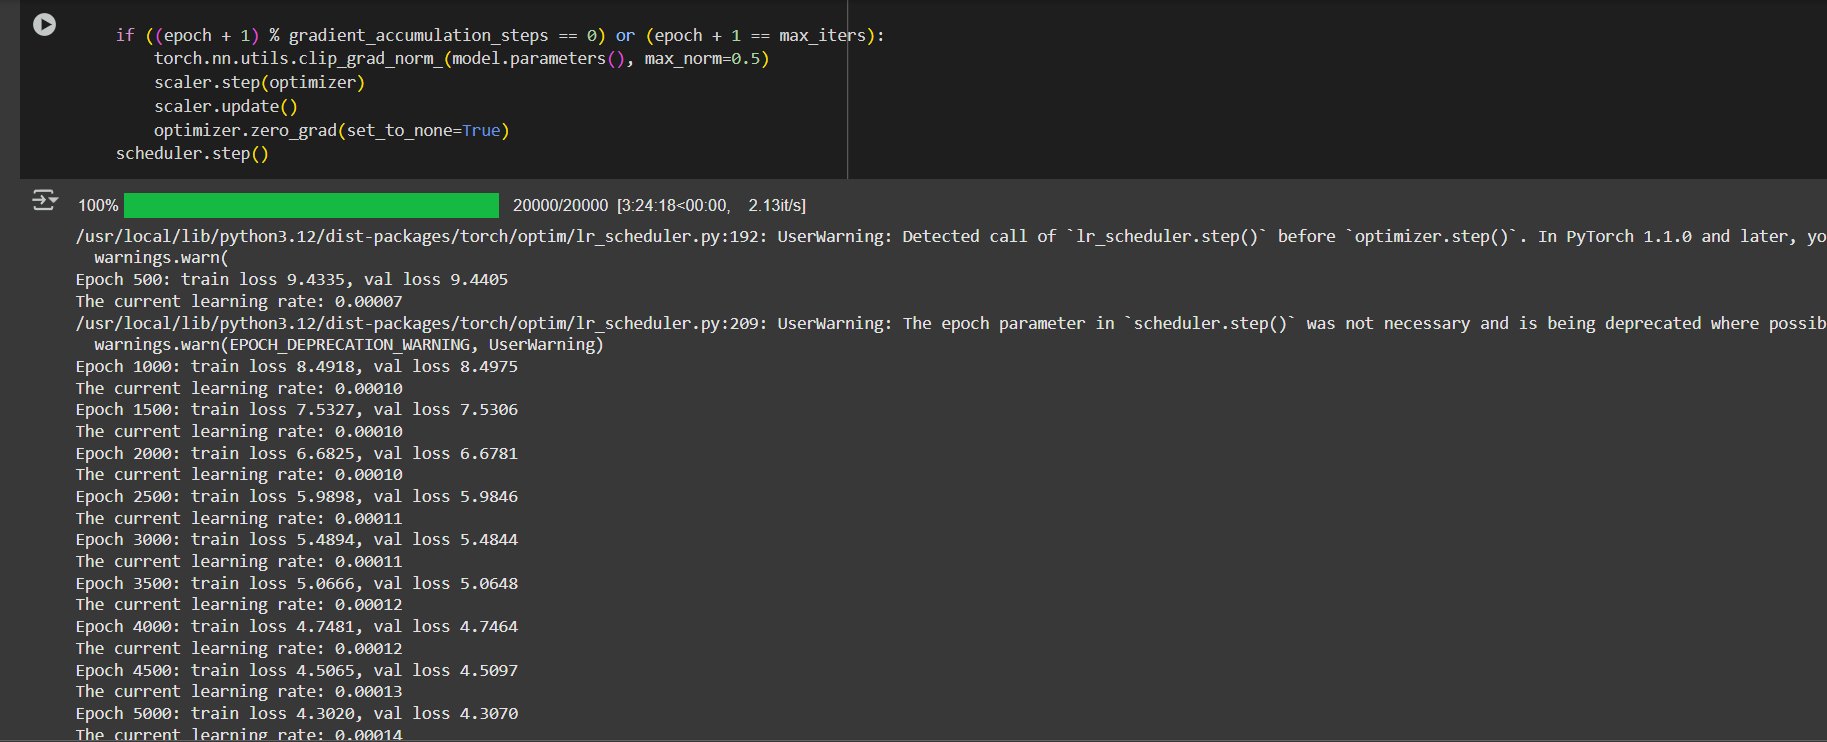 if ((epoch + 1) % gradient_accumulation_steps == 0) or (epoch + 1 == max_iters):
torch.nn.utils.clip_grad_norm_(model.parameters(), max_norm=0.5)
scaler.step(optimizer)
scaler.update()
optimizer.zero_grad(set_to_none=True)
scheduler.step()
100% 20000/20000 [3:24:18<00:00, 2.13it/s]
/usr/local/lib/python3.12/dist-packages/torch/optim/lr_scheduler.py:192: UserWarning: Detected call of `lr_scheduler.step()` before `optimizer.step()`. In PyTorch 1.1.0 and later, yo
warnings.warn(
Epoch 500: train loss 9.4335, val loss 9.4405
The current learning rate: 0.00007
/usr/local/lib/python3.12/dist-packages/torch/optim/lr_scheduler.py:209: UserWarning: The epoch parameter in `scheduler.step()` was not necessary and is being deprecated where possib
warnings.warn(EPOCH_DEPRECATION_WARNING, UserWarning)
Epoch 1000: train loss 8.4918, val loss 8.4975
The current learning rate: 0.00010
Epoch 1500: train loss 7.5327, val loss 7.5306
The current learning rate: 0.00010
Epoch 2000: train loss 6.6825, val loss 6.6781
The current learning rate: 0.00010
Epoch 2500: train loss 5.9898, val loss 5.9846
The current learning rate: 0.00011
Epoch 3000: train loss 5.4894, val loss 5.4844
The current learning rate: 0.00011
Epoch 3500: train loss 5.0666, val loss 5.0648
The current learning rate: 0.00012
Epoch 4000: train loss 4.7481, val loss 4.7464
The current learning rate: 0.00012
Epoch 4500: train loss 4.5065, val loss 4.5097
The current learning rate: 0.00013
Epoch 5000: train loss 4.3020, val loss 4.3070
The current learning rate: 0.00014